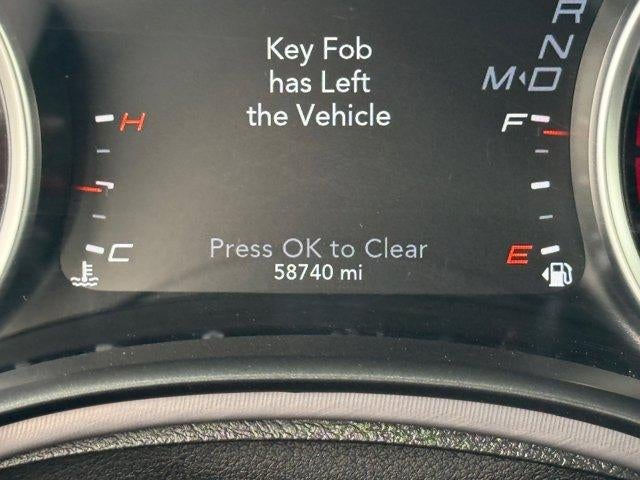 Key Fob
has Left
the Vehicle
R
N
M D
H
F
C
E
Press OK to Clear
58740 mi